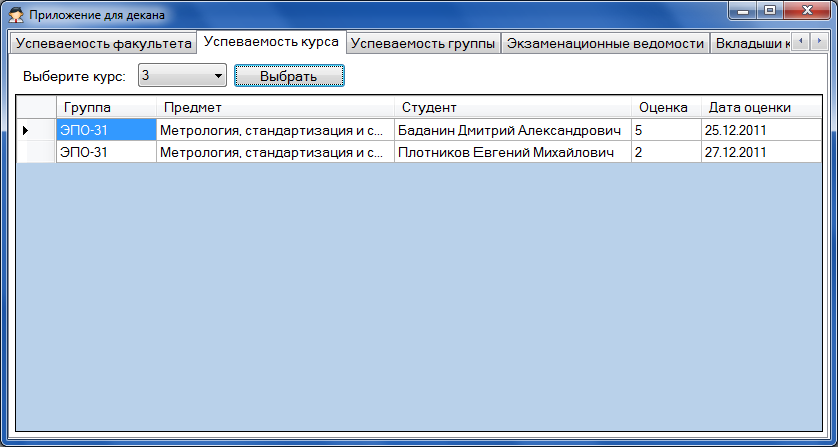 Приложение для декана
Успеваемость факультета Успеваемость курса Успеваемость группы Экзаменационные ведомости Вкладыши к
Выберите курс: 3 Выбрать
Группа Предмет Студент Оценка Дата оценки
ЭПО-31 Метрология, стандартизация и с... Баданин Дмитрий Александрович 5 25.12.2011
ЭПО-31 Метрология, стандартизация и с... Плотников Евгений Михайлович 2 27.12.2011